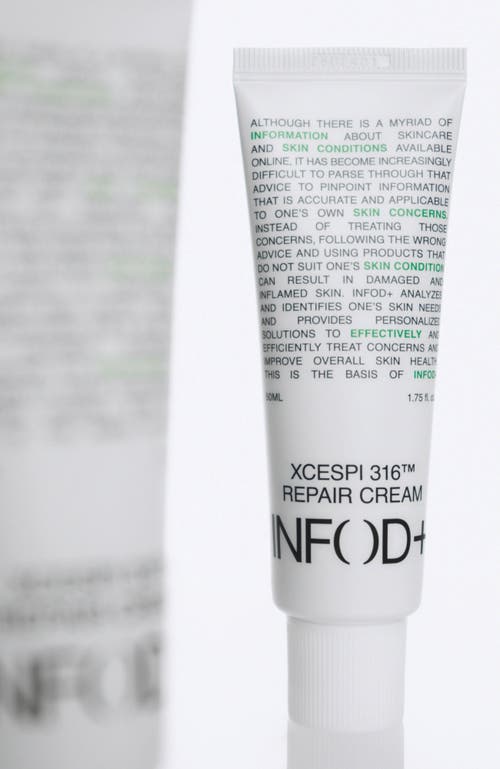 ALTHOUGH THERE IS A MYRIAD OF
INFORMATION ABOUT SKINCARE
AND SKIN CONDITIONS AVAILABLE
ONLINE, IT HAS BECOME INCREASINGLY
DIFFICULT TO PARSE THROUGH THAT
ADVICE TO PINPOINT INFORMATION
THAT IS ACCURATE AND APPLICABLE
TO ONE'S OWN SKIN CONCERNS.
INSTEAD OF TREATING THOSE
CONCERNS, FOLLOWING THE WRONG
ADVICE AND USING PRODUCTS THAT
DO NOT SUIT ONE'S SKIN CONDITION
CAN RESULT IN DAMAGED AND
INFLAMED SKIN. INFOD+ ANALYZES
AND IDENTIFIES ONE'S SKIN NEEDS
AND PROVIDES PERSONALIZED
SOLUTIONS TO EFFECTIVELY AND
EFFICIENTLY TREAT CONCERNS AND
IMPROVE OVERALL SKIN HEALTH.
THIS IS THE BASIS OF INFOD+
50ML 1.75 fl.oz
XCESPI 316™
REPAIR CREAM
INF( )D+